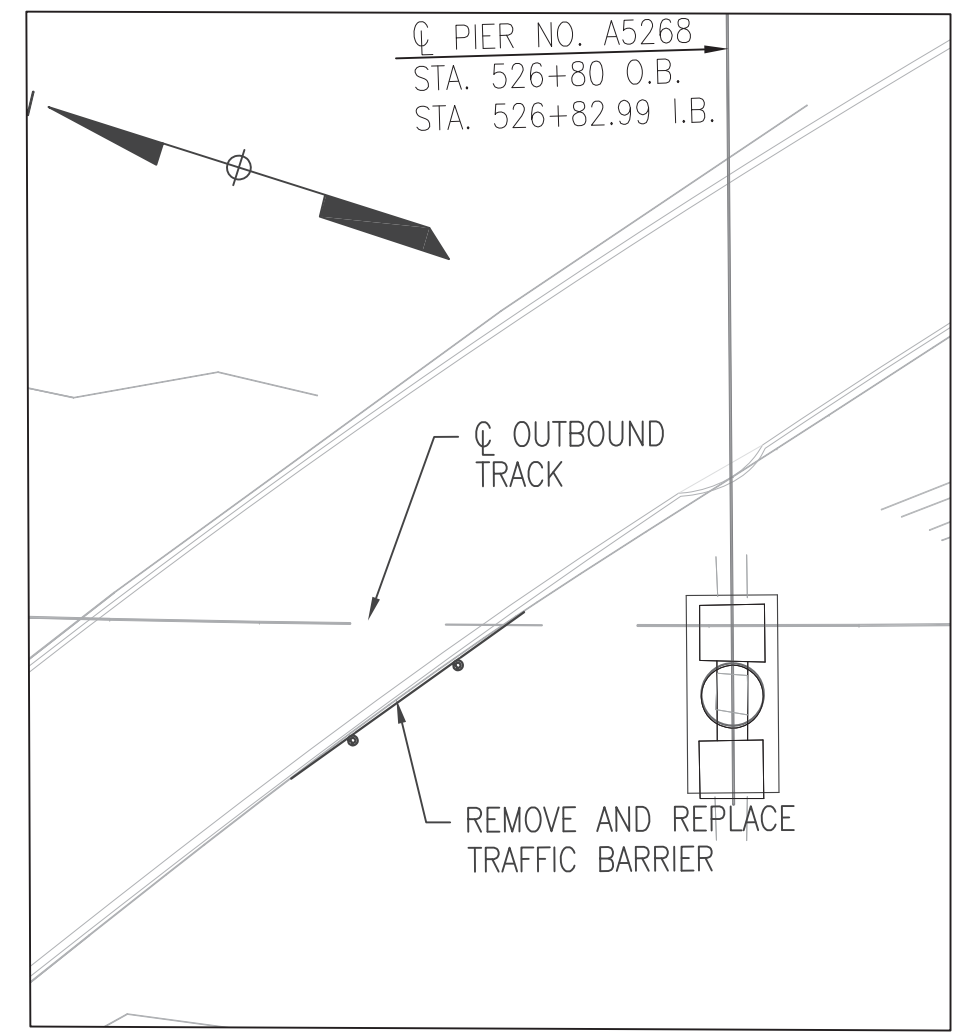 ℄ PIER NO. A5268
STA. 526+80 O.B.
STA. 526+82.99 I.B.
℄ OUTBOUND
TRACK
REMOVE AND REPLACE
TRAFFIC BARRIER